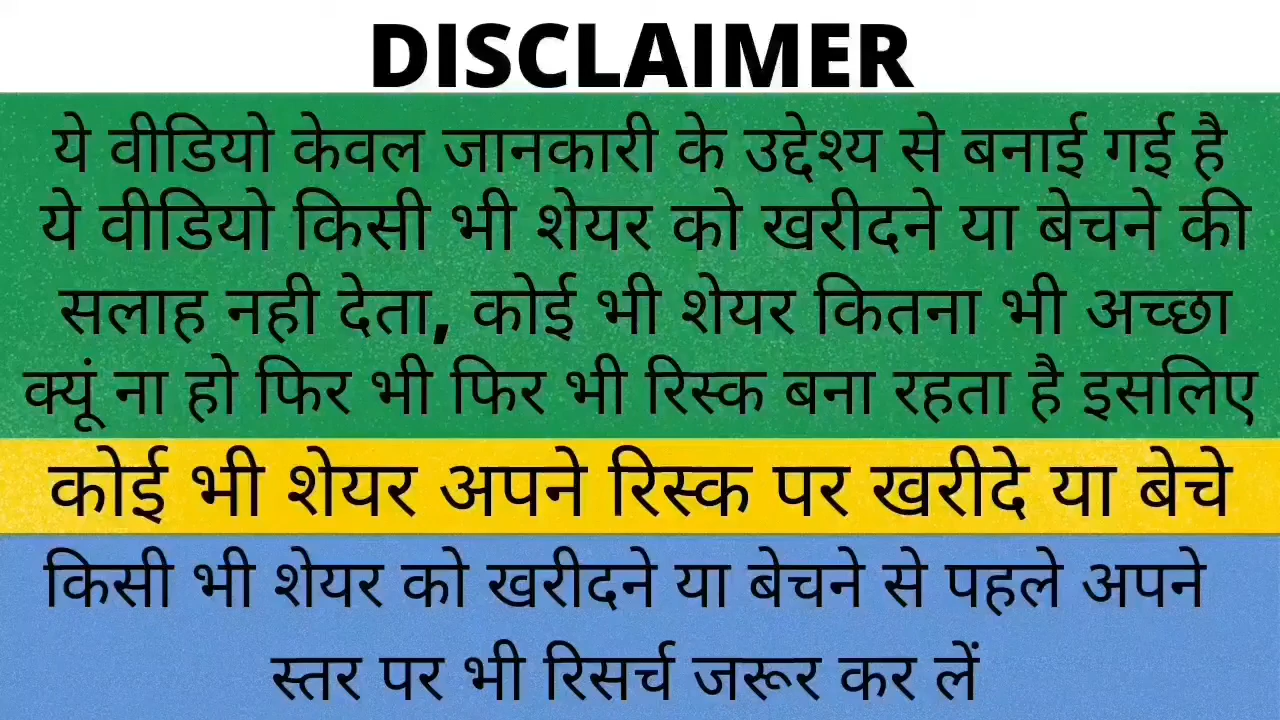 DISCLAIMER
ये वीडियो केवल जानकारी के उद्देश्य से बनाई गई है
ये वीडियो किसी भी शेयर को खरीदने या बेचने की
सलाह नही देता, कोई भी शेयर कितना भी अच्छा
क्यूं ना हो फिर भी फिर भी रिस्क बना रहता है इसलिए
कोई भी शेयर अपने रिस्क पर खरीदे या बेचे
किसी भी शेयर को खरीदने या बेचने से पहले अपने
स्तर पर भी रिसर्च जरूर कर लें